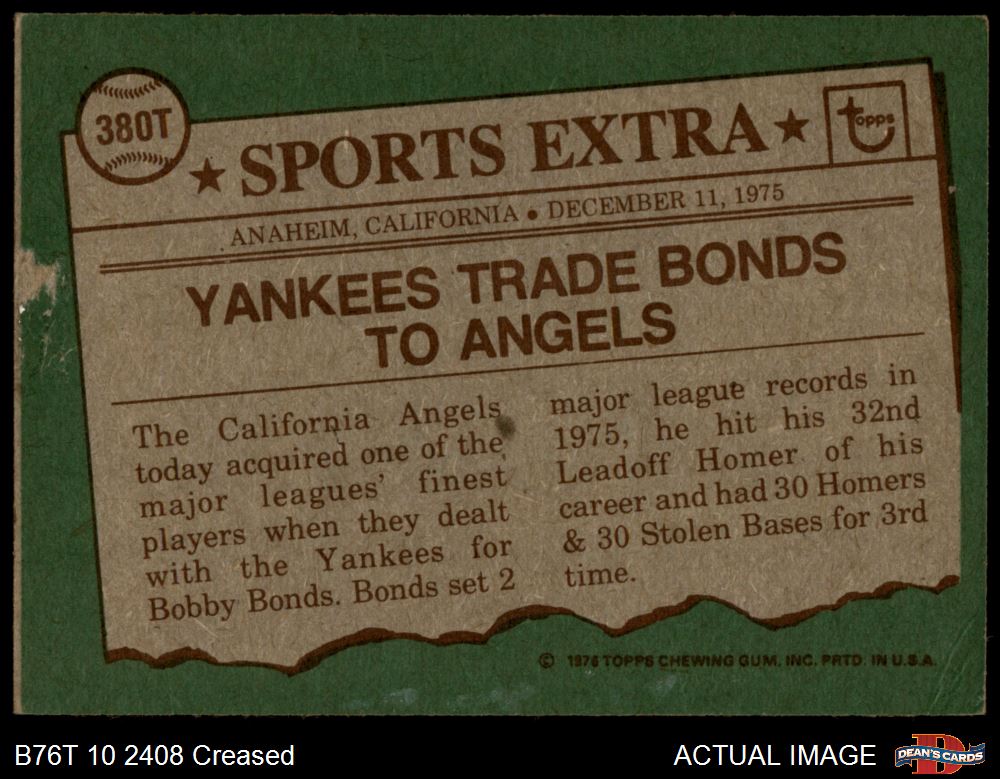 380T
★ SPORTS EXTRA ★
topps
ANAHEIM, CALIFORNIA • DECEMBER 11, 1975
YANKEES TRADE BONDS
TO ANGELS
The California Angels
today acquired one of the
major leagues' finest
players when they dealt
with the Yankees for
Bobby Bonds. Bonds set 2
major league records in
1975, he hit his 32nd
Leadoff Homer of his
career and had 30 Homers
& 30 Stolen Bases for 3rd
time.
© 1976 TOPPS CHEWING GUM, INC. PRTD. IN U.S.A.
B76T 10 2408 Creased
ACTUAL IMAGE
DEAN'S CARDS